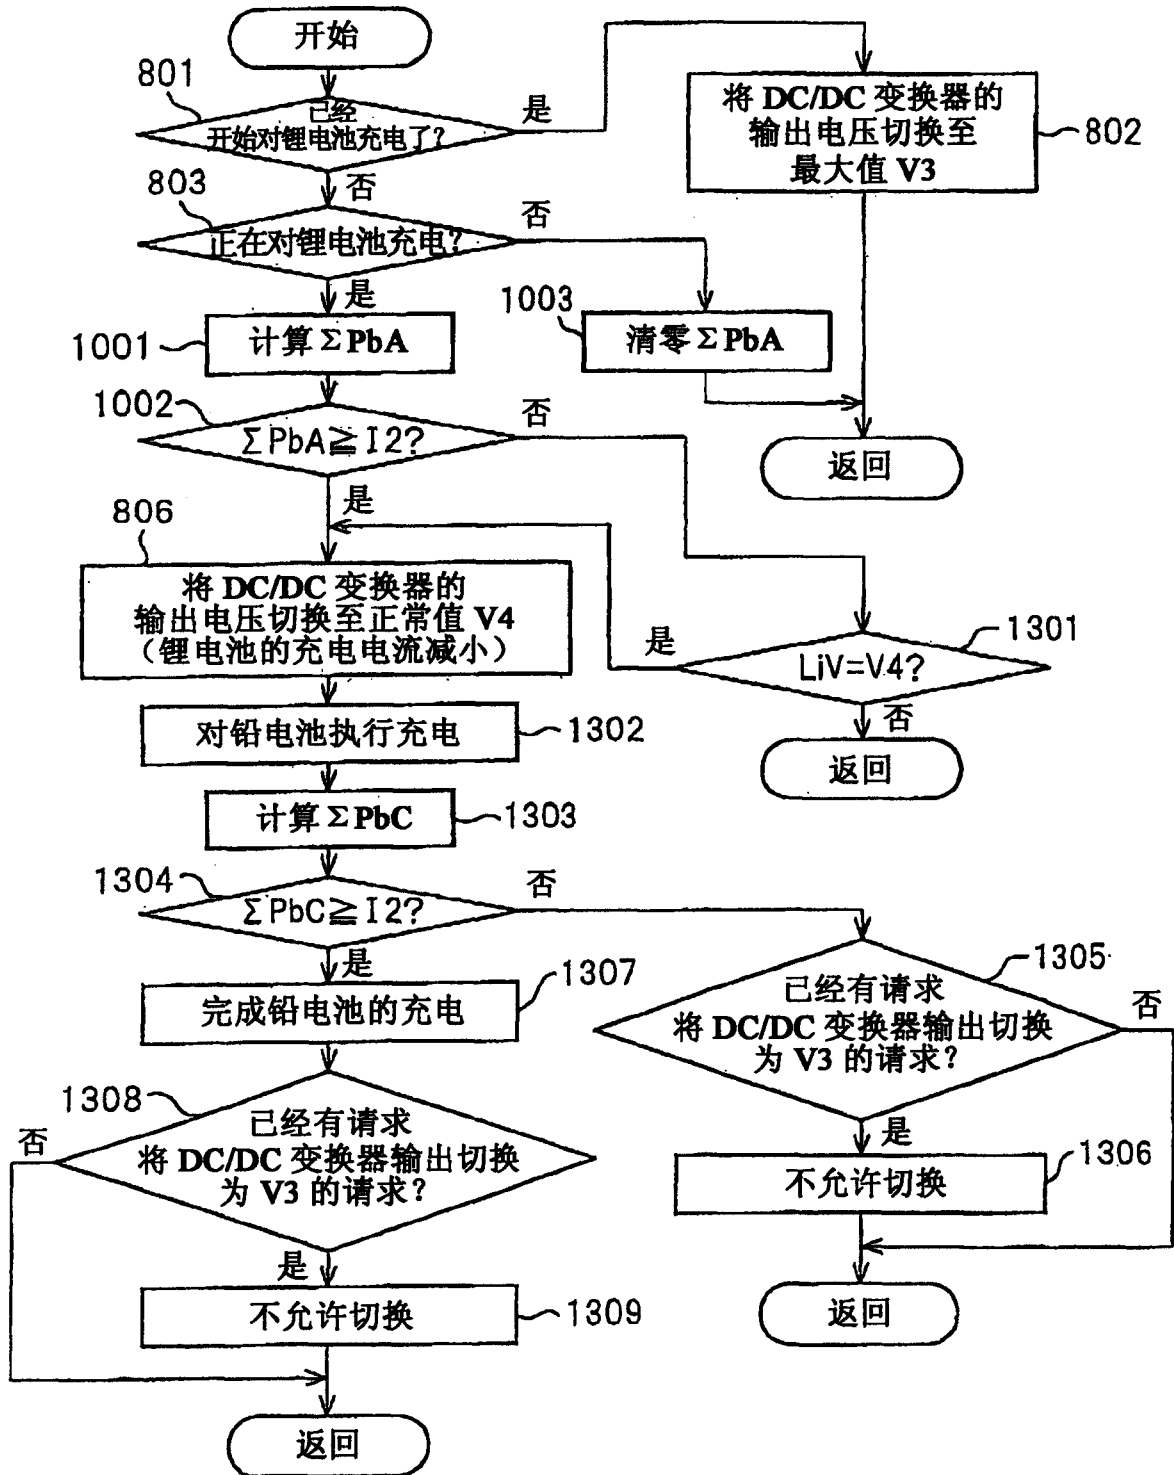 开始
801
已经
开始对锂电池充电了?
是
将 DC/DC 变换器的
输出电压切换至
最大值 V3
802
否
803
正在对锂电池充电?
否
是
1001
计算 Σ PbA
1003
清零 Σ PbA
1002
ΣPbA≧I2?
否
返回
是
806
将 DC/DC 变换器的
输出电压切换至正常值 V4
（锂电池的充电电流减小）
是
1301
LiV=V4?
否
返回
对铅电池执行充电
1302
计算 Σ PbC
1303
1304
ΣPbC≧I2?
否
是
1305
已经有请求
将 DC/DC 变换器输出切换
为 V3 的请求?
否
是
1306
不允许切换
返回
1307
完成铅电池的充电
1308
已经有请求
将 DC/DC 变换器输出切换
为 V3 的请求?
否
是
不允许切换
1309
返回